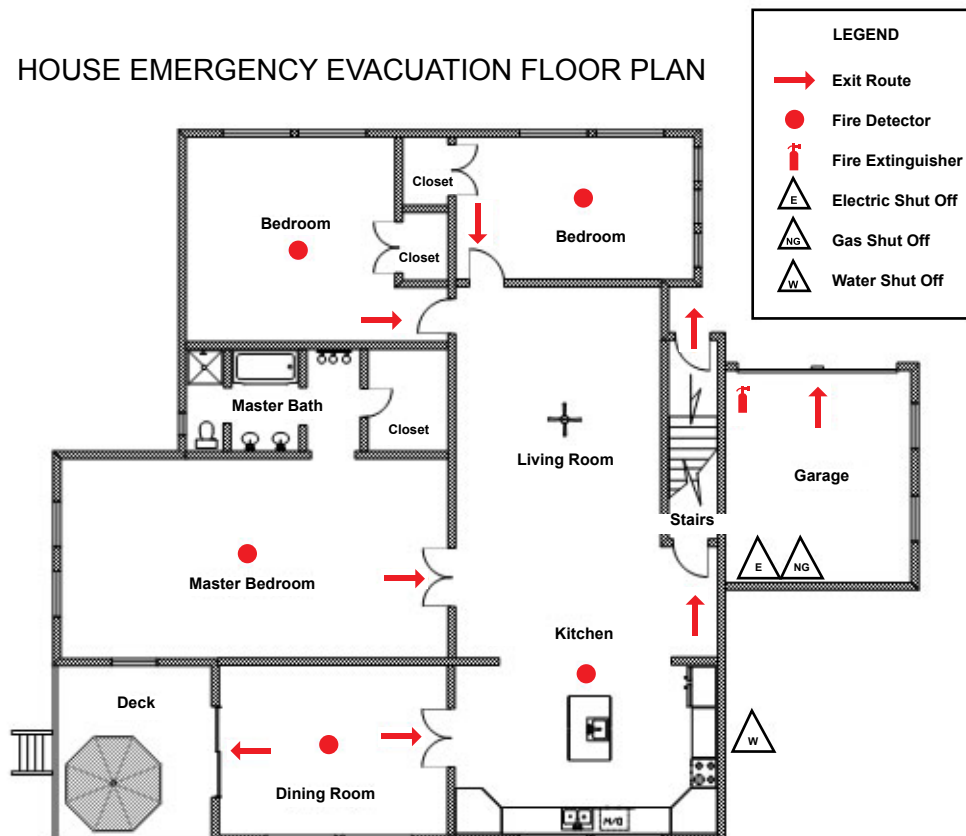 HOUSE EMERGENCY EVACUATION FLOOR PLAN
LEGEND
Exit Route
Fire Detector
Fire Extinguisher
E
Electric Shut Off
NG
Gas Shut Off
W
Water Shut Off
Closet
Bedroom
Bedroom
Closet
Master Bath
Closet
Living Room
Garage
Stairs
E
NG
Master Bedroom
Kitchen
Deck
W
Dining Room
D/W